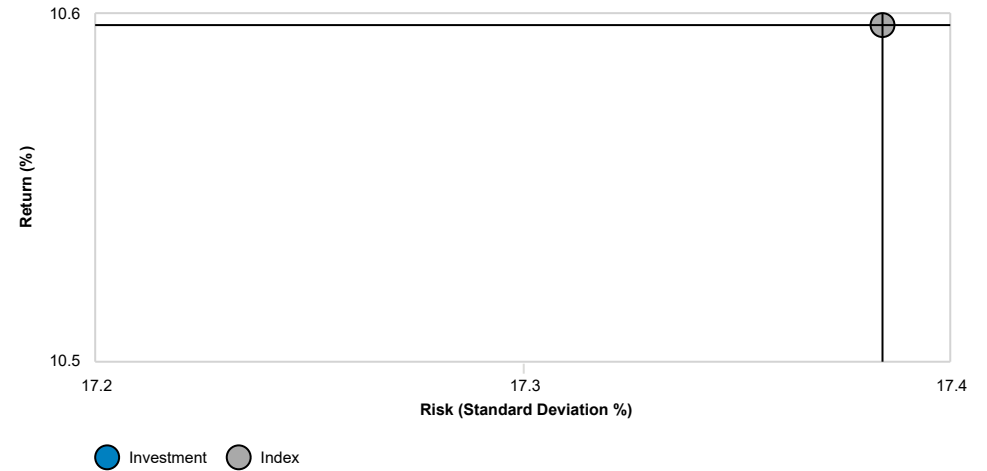 10.6
Return (%)
10.5
17.2 17.3 17.4
Risk (Standard Deviation %)
Investment Index